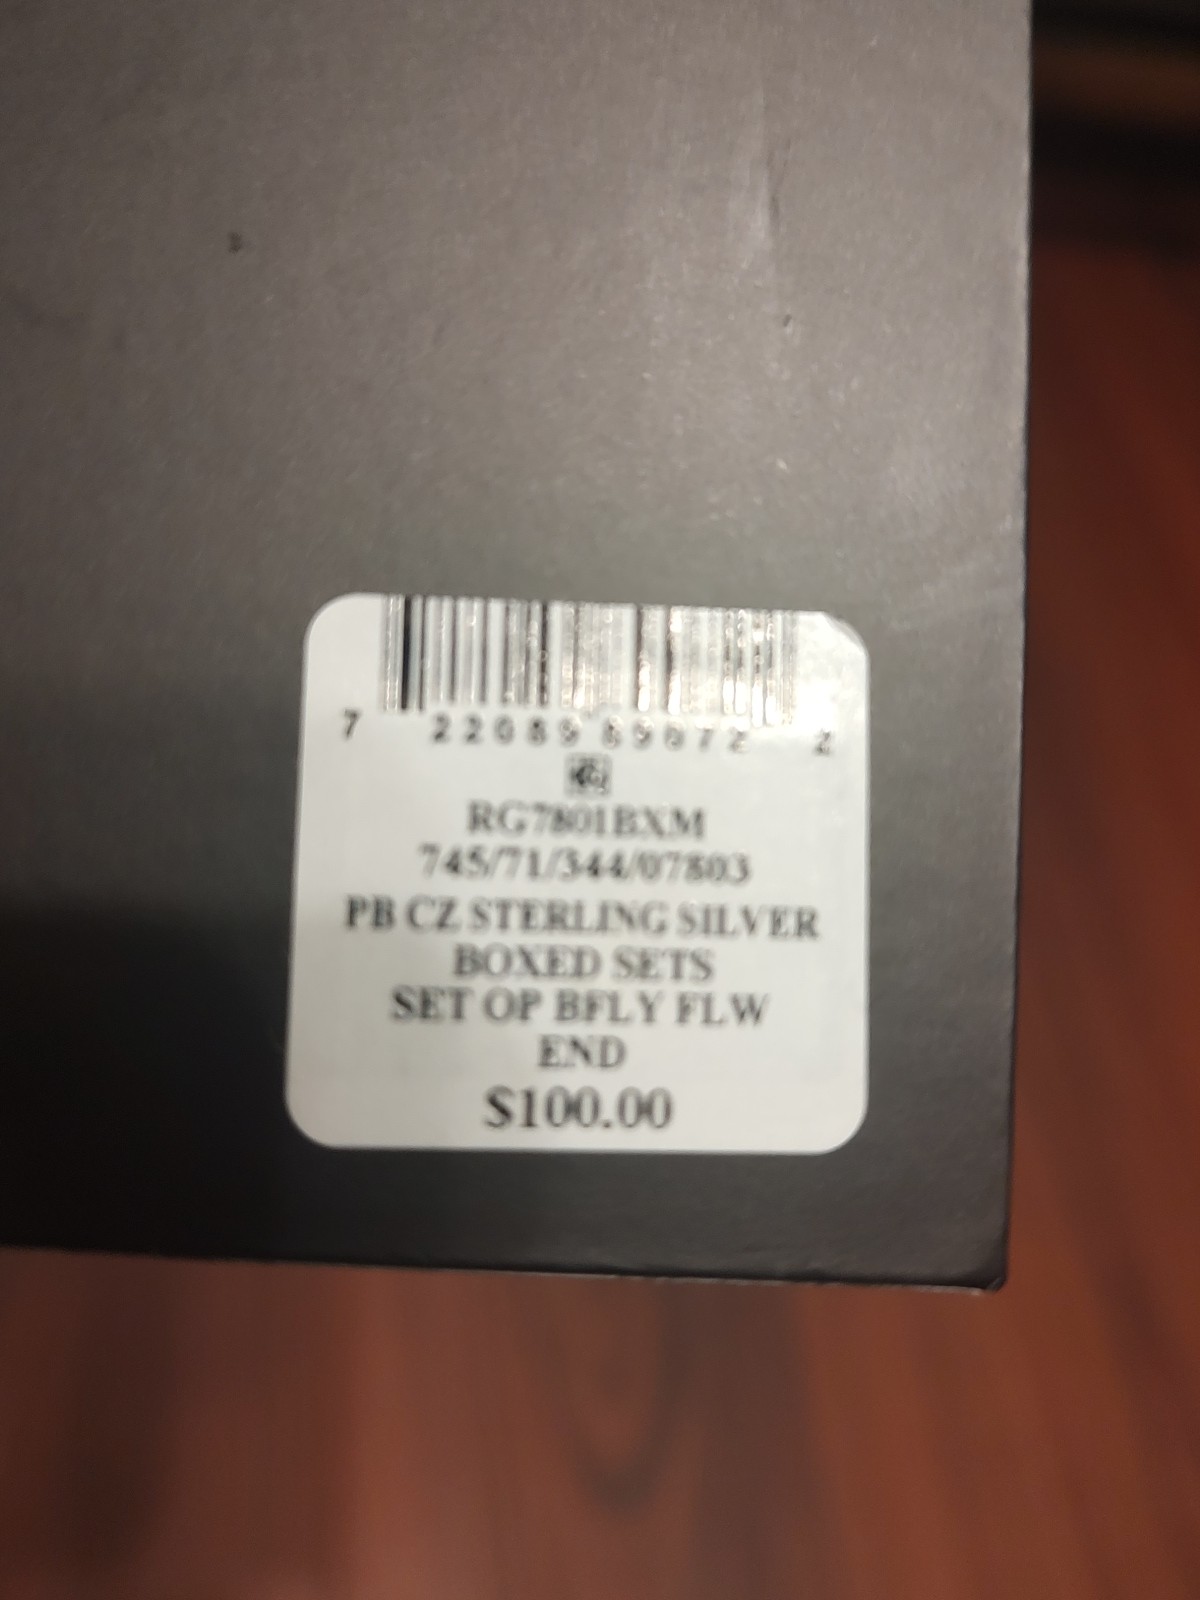 7 22089 89672 2
RG7801BXM
745/71/344/07803
PB CZ STERLING SILVER
BOXED SETS
SET OP BFLY FLW
END
$100.00